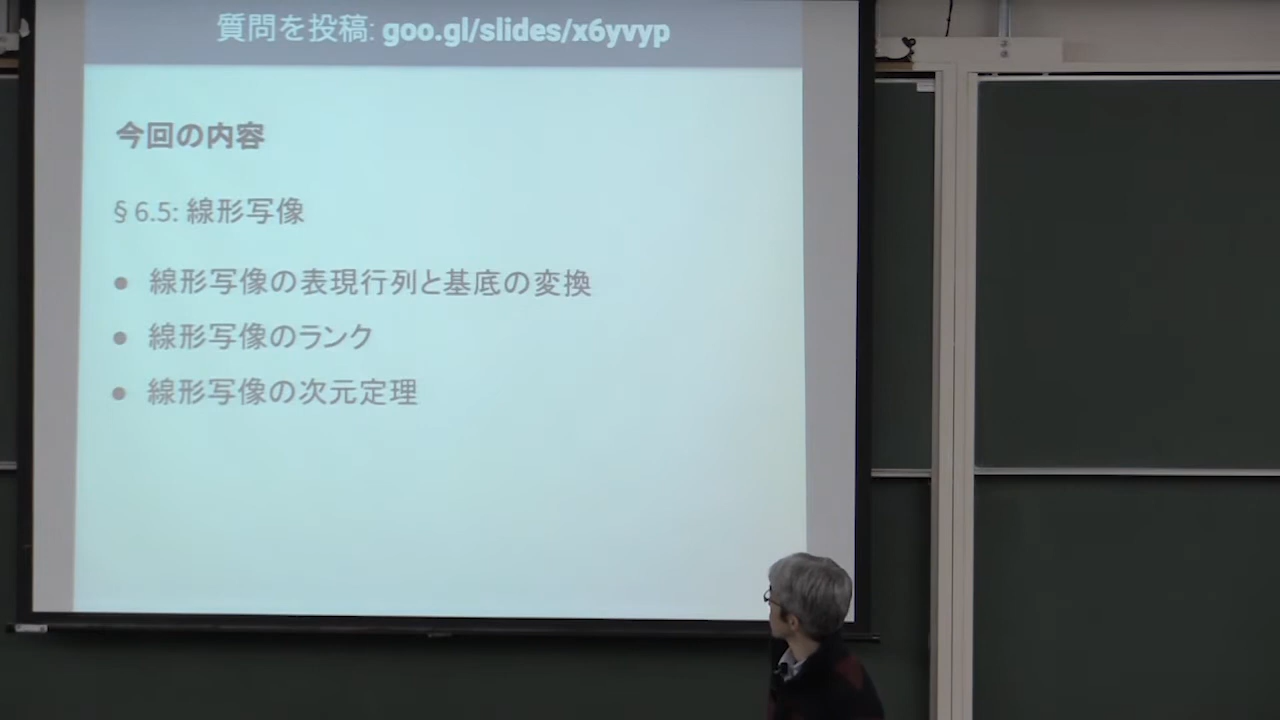 質問を投稿: goo.gl/slides/x6yvyp
今回の内容
§ 6.5: 線形写像
● 線形写像の表現行列と基底の変換
● 線形写像のランク
● 線形写像の次元定理